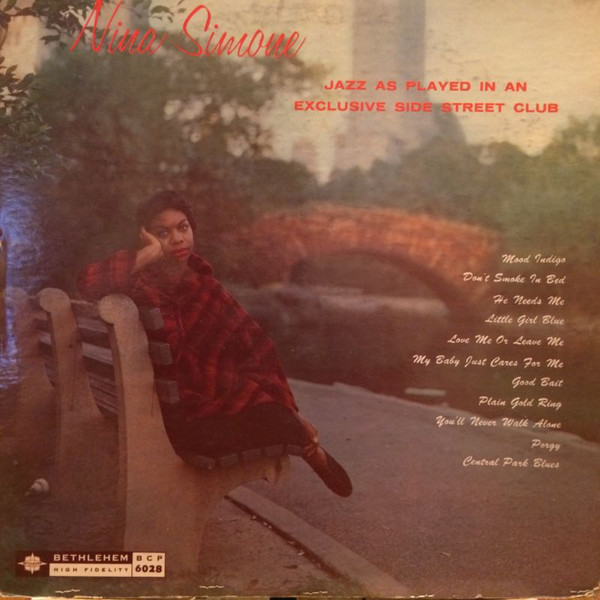 Nina Simone
JAZZ AS PLAYED IN AN
EXCLUSIVE SIDE STREET CLUB
Mood Indigo
Don't Smoke In Bed
He Needs Me
Little Girl Blue
Love Me Or Leave Me
My Baby Just Cares For Me
Good Bait
Plain Gold Ring
You'll Never Walk Alone
Porgy
Central Park Blues
BETHLEHEM BCP
HIGH FIDELITY 6028